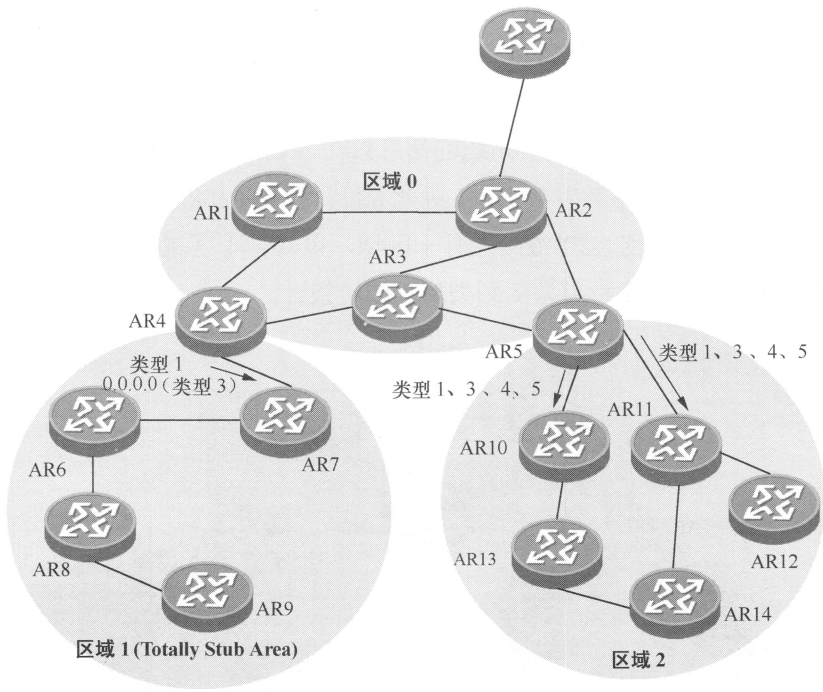 区域 0
AR1
AR2
AR3
AR4
AR5
类型 1
0.0.0.0 (类型 3)
类型 1、3 、4、5
类型 1、3 、4、5
AR6
AR7
AR10
AR11
AR8
AR9
AR13
AR12
AR14
区域 1 (Totally Stub Area)
区域 2